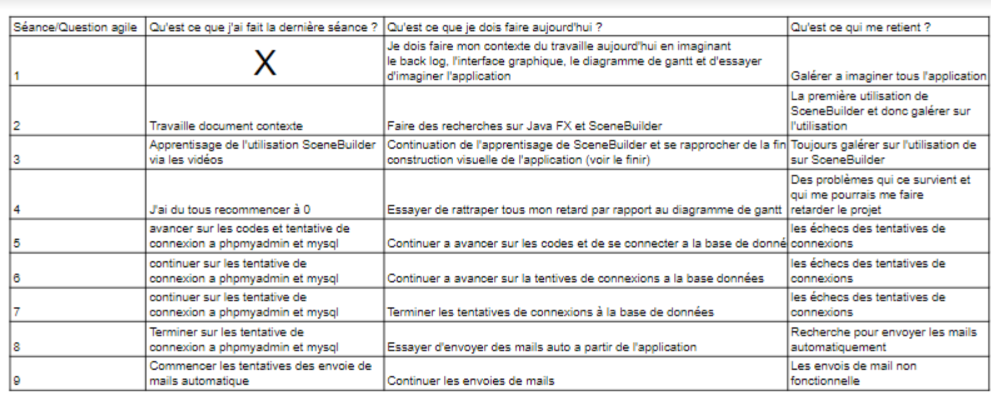 Séance/Question agile Qu'est ce que j'ai fait la dernière séance ? Qu'est ce que je dois faire aujourd'hui ? Qu'est ce qui me retient ?
1
X
Je dois faire mon contexte du travaille aujourd'hui en imaginant
le back log, l'interface graphique, le diagramme de gantt et d'essayer
d'imaginer l'application
Galérer a imaginer tous l'application
2
Travaille document contexte
Faire des recherches sur Java FX et SceneBuilder
La première utilisation de
SceneBuilder et donc galérer sur
l'utilisation
3
Apprentisage de l'utilisation SceneBuilder
via les vidéos
Continuation de l'apprentisage de SceneBuilder et se rapprocher de la fin
construction visuelle de l'application (voir le finir)
Toujours galérer sur l'utilisation de
sur SceneBuilder
4
J'ai du tous recommencer à 0
Essayer de rattraper tous mon retard par rapport au diagramme de gantt
Des problèmes qui ce survient et
qui me pourrais me faire
retarder le projet
5
avancer sur les codes et tentative de
connexion a phpmyadmin et mysql
Continuer a avancer sur les codes et de se connecter a la base de donné
les échecs des tentatives de
connexions
6
continuer sur les tentative de
connexion a phpmyadmin et mysql
Continuer a avancer sur la tentives de connexions a la base données
les échecs des tentatives de
connexions
7
continuer sur les tentative de
connexion a phpmyadmin et mysql
Terminer les tentatives de connexions à la base de données
les échecs des tentatives de
connexions
8
Terminer sur les tentative de
connexion a phpmyadmin et mysql
Essayer d'envoyer des mails auto a partir de l'application
Recherche pour envoyer les mails
automatiquement
9
Commencer les tentatives des envoie de
mails automatique
Continuer les envoies de mails
Les envois de mail non
fonctionnelle